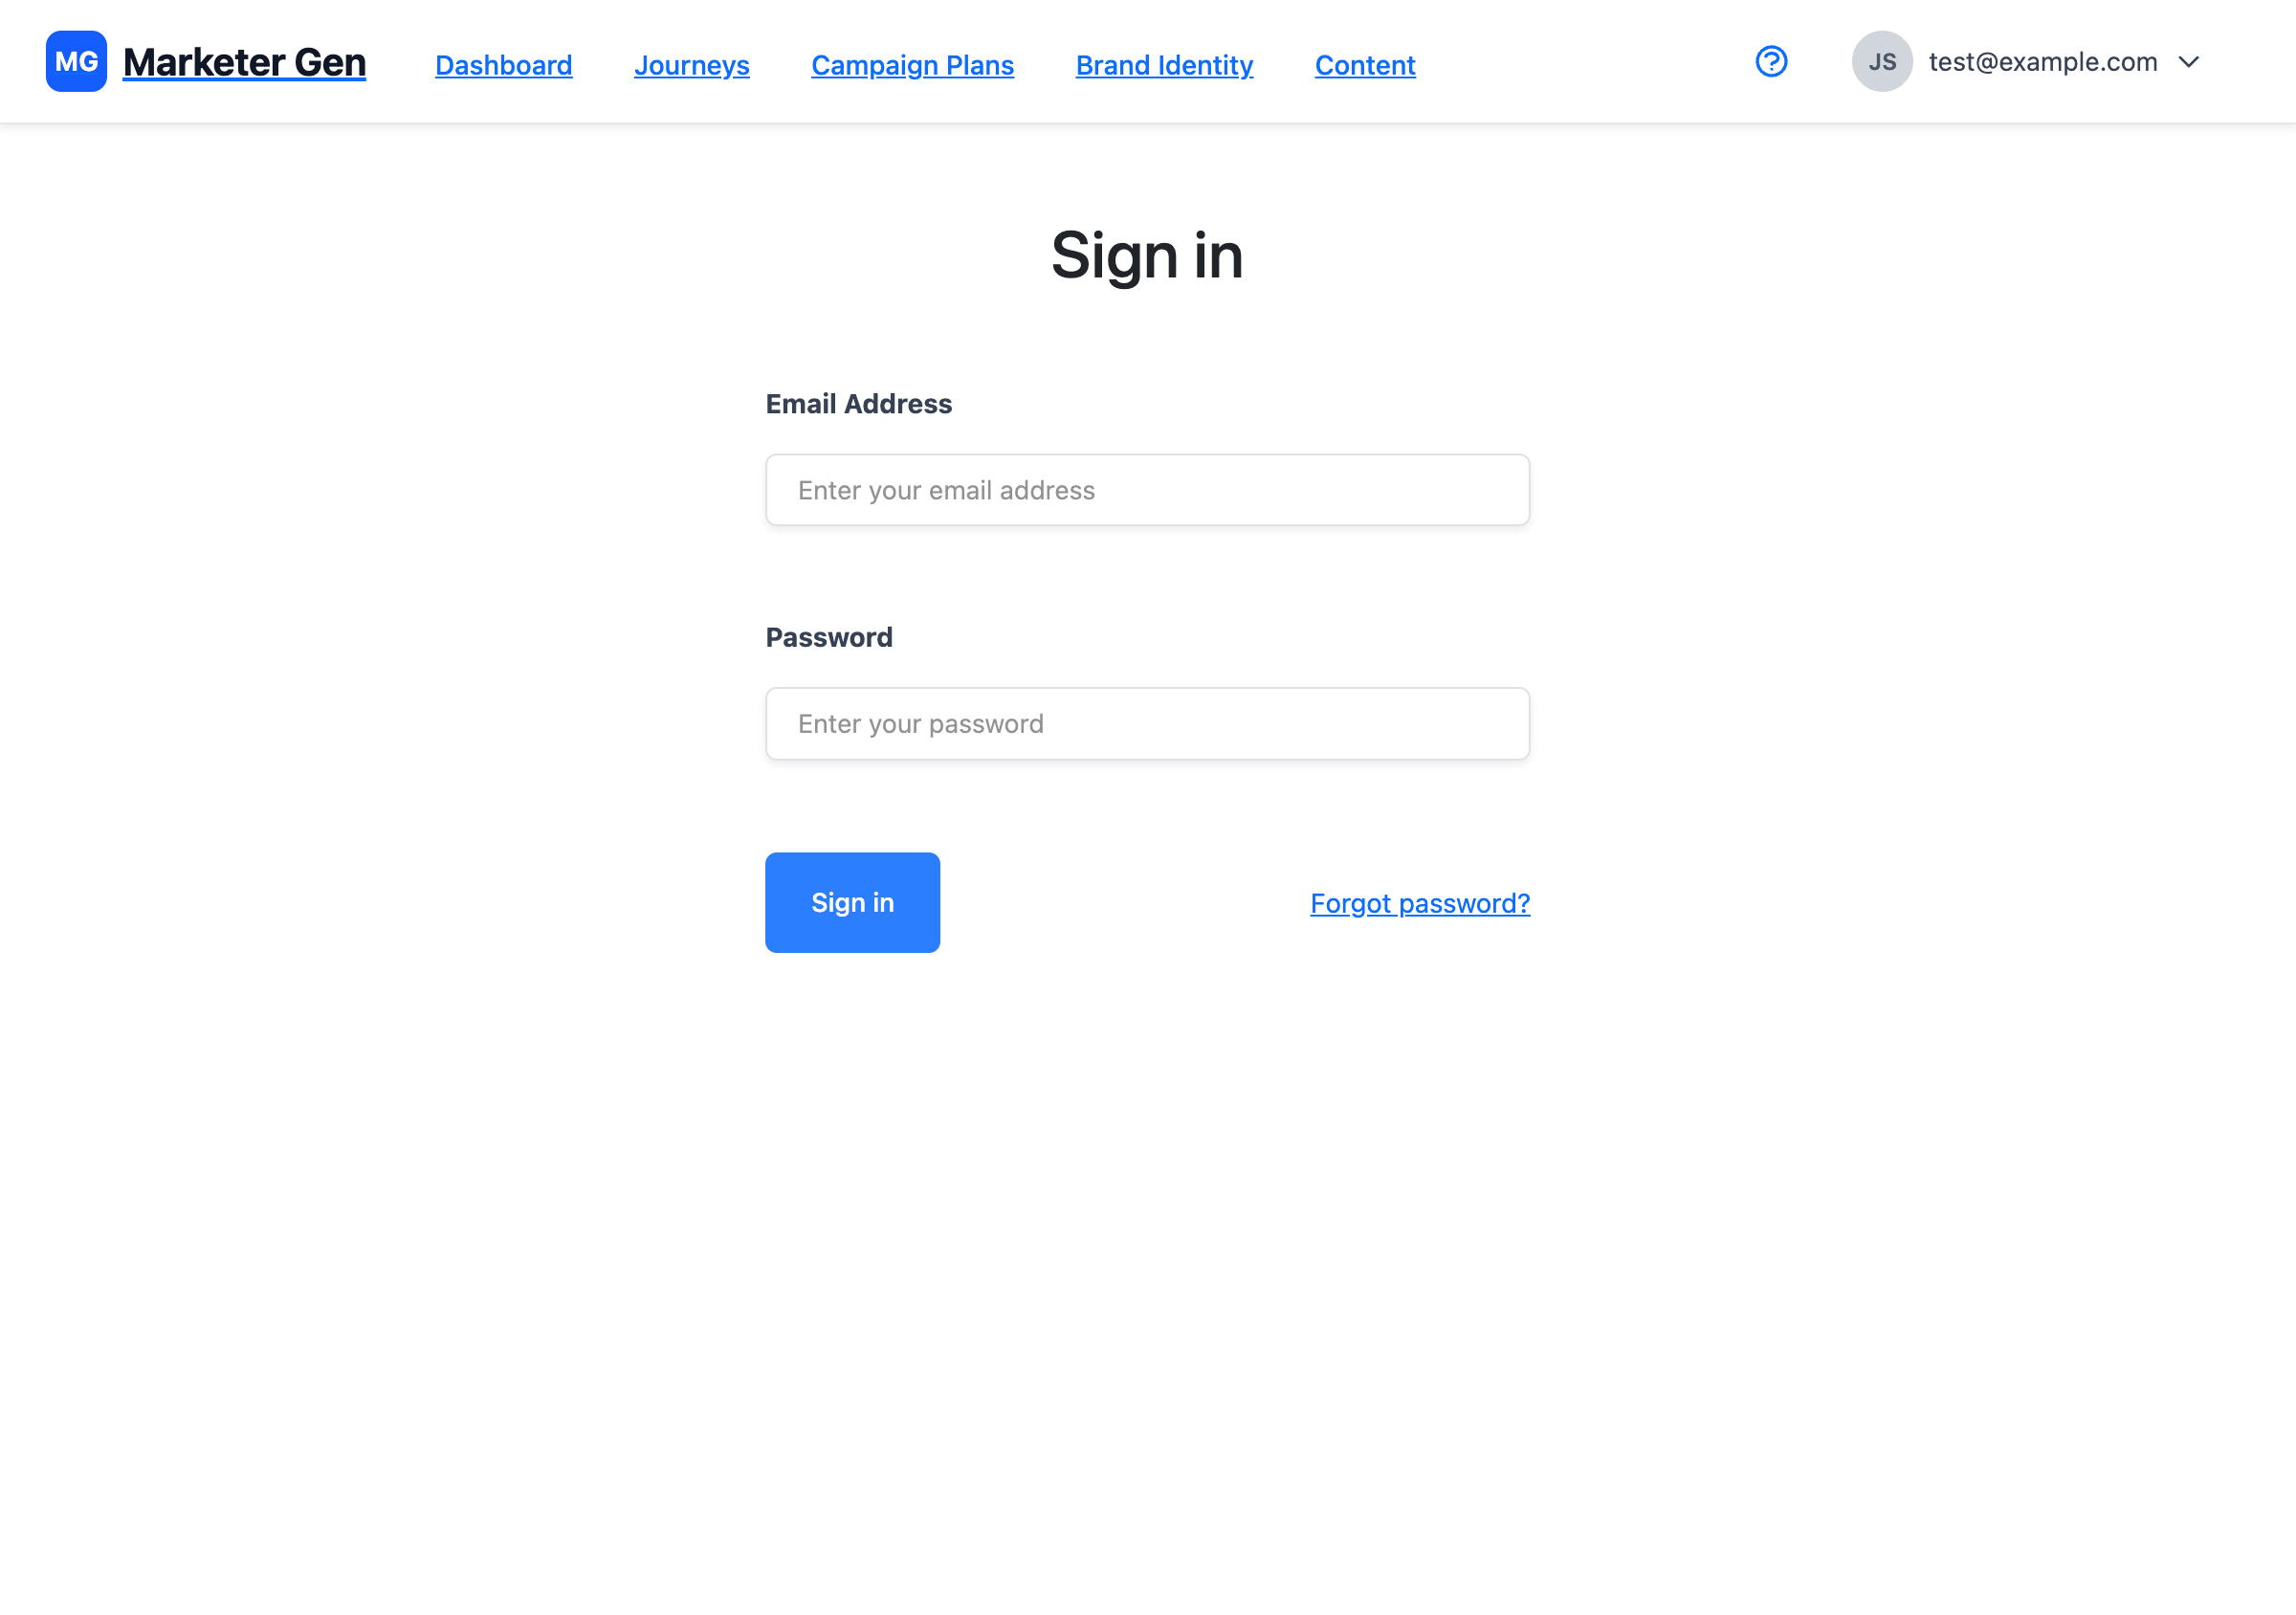 MG Marketer Gen Dashboard Journeys Campaign Plans Brand Identity Content ? JS test@example.com
Sign in
Email Address
Enter your email address
Password
Enter your password
Sign in Forgot password?